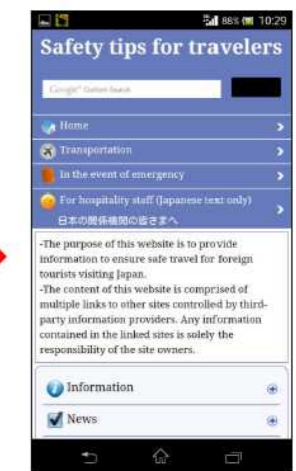 88% 10:29
Safety tips for travelers
Google™ Custom Search
Home
Transportation
In the event of emergency
For hospitality staff (Japanese text only)
日本の関係機関の皆さまへ
-The purpose of this website is to provide
information to ensure safe travel for foreign
tourists visiting Japan.
-The content of this website is comprised of
multiple links to other sites controlled by third-
party information providers. Any information
contained in the linked sites is solely the
responsibility of the site owners.
Information
News